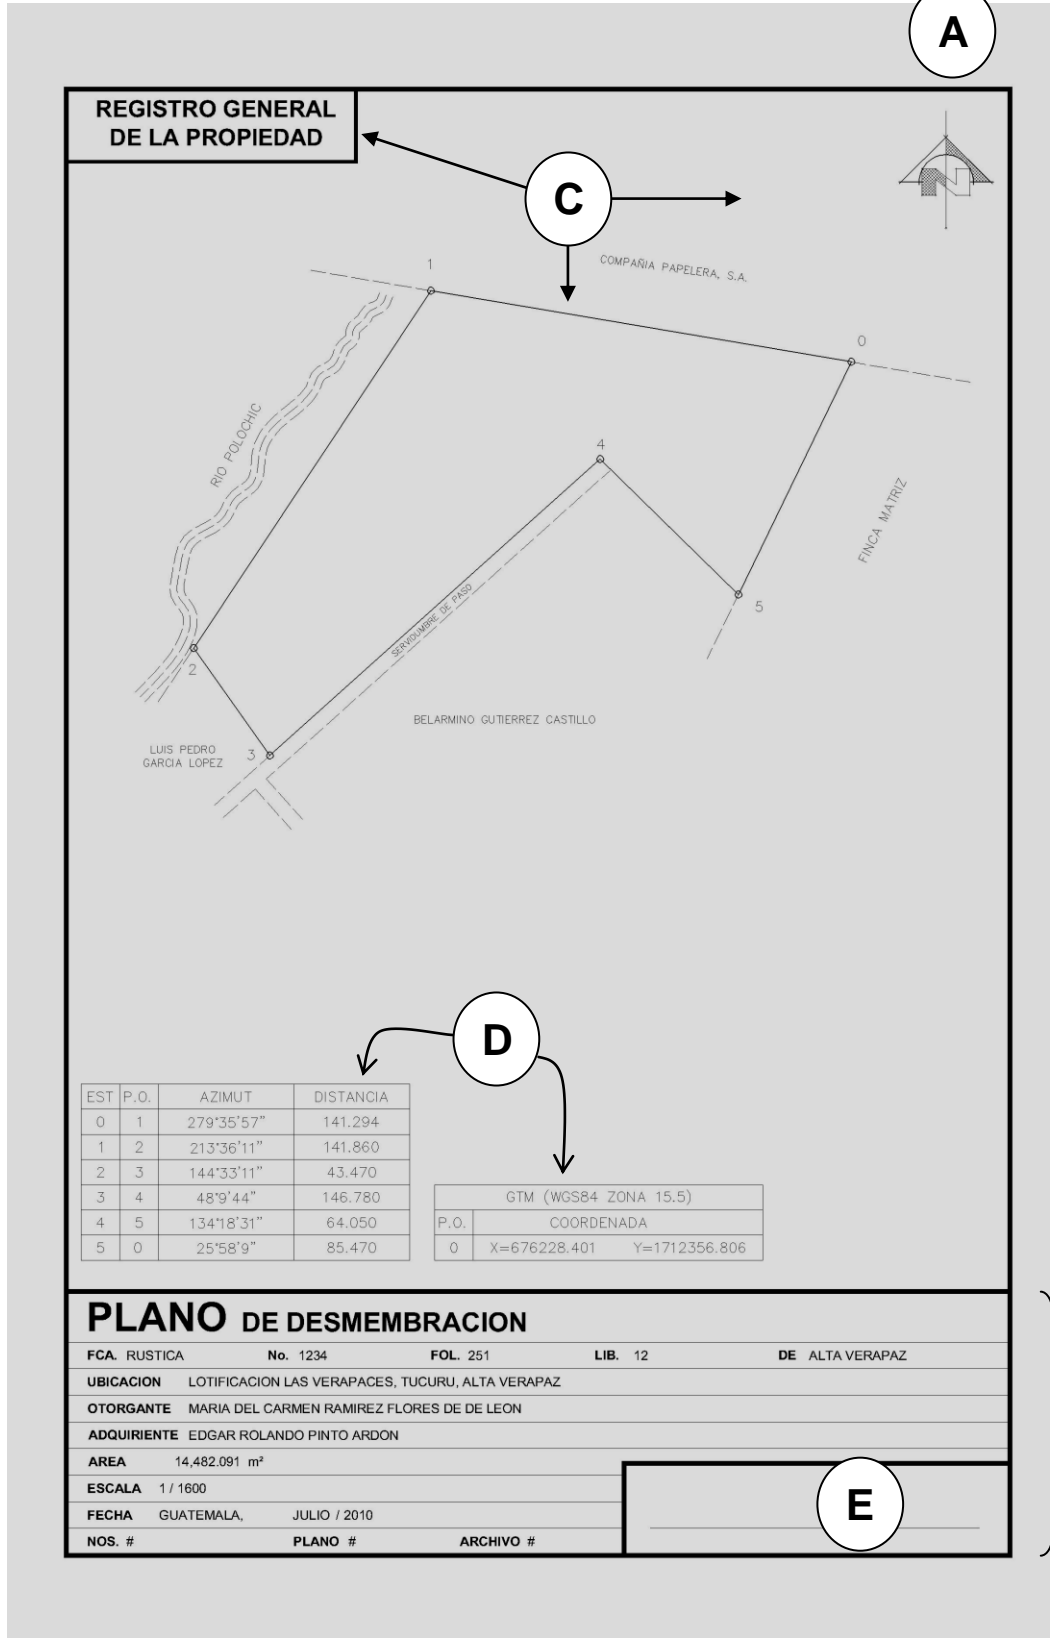 A
REGISTRO GENERAL
DE LA PROPIEDAD
N
C
COMPAÑIA PAPELERA, S.A.
1
0
RIO POLOCHIC
4
FINCA MATRIZ
SERVIDUMBRE DE PASO
5
2
BELARMINO GUTIERREZ CASTILLO
LUIS PEDRO
GARCIA LOPEZ
3
D
EST P.O. AZIMUT DISTANCIA
0 1 279°35'57" 141.294
1 2 213°36'11" 141.860
2 3 144°33'11" 43.470
3 4 48°9'44" 146.780
4 5 134°18'31" 64.050
5 0 25°58'9" 85.470
GTM (WGS84 ZONA 15.5)
P.O. COORDENADA
0 X=676228.401 Y=1712356.806
PLANO DE DESMEMBRACION
FCA. RUSTICA No. 1234 FOL. 251 LIB. 12 DE ALTA VERAPAZ
UBICACION LOTIFICACION LAS VERAPACES, TUCURU, ALTA VERAPAZ
OTORGANTE MARIA DEL CARMEN RAMIREZ FLORES DE DE LEON
ADQUIRIENTE EDGAR ROLANDO PINTO ARDON
AREA 14,482.091 m²
ESCALA 1 / 1600
FECHA GUATEMALA, JULIO / 2010
NOS. # PLANO # ARCHIVO #
E